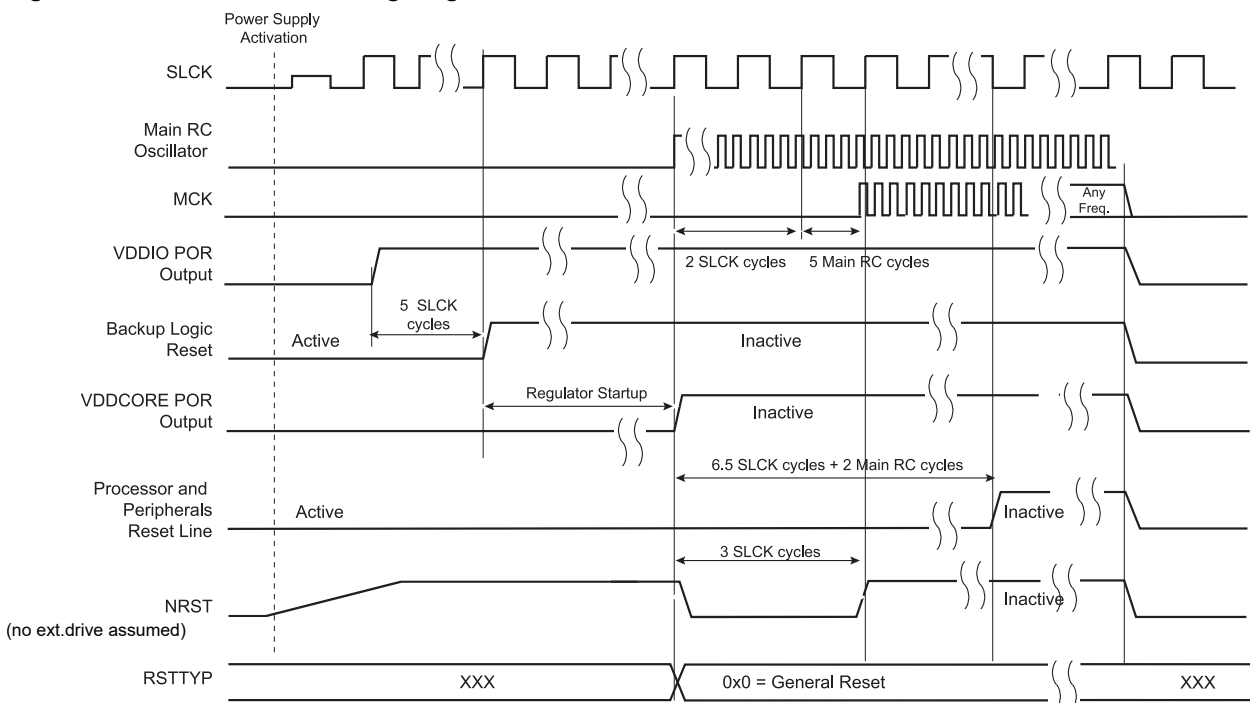 Power Supply
Activation
SLCK
Main RC
Oscillator
MCK
Any
Freq.
VDDIO POR
Output
2 SLCK cycles
5 Main RC cycles
5 SLCK
cycles
Backup Logic
Reset
Active
Inactive
Regulator Startup
VDDCORE POR
Output
Inactive
6.5 SLCK cycles + 2 Main RC cycles
Processor and
Peripherals
Reset Line
Active
Inactive
3 SLCK cycles
NRST
(no ext.drive assumed)
Inactive
RSTTYP
XXX
0x0 = General Reset
XXX